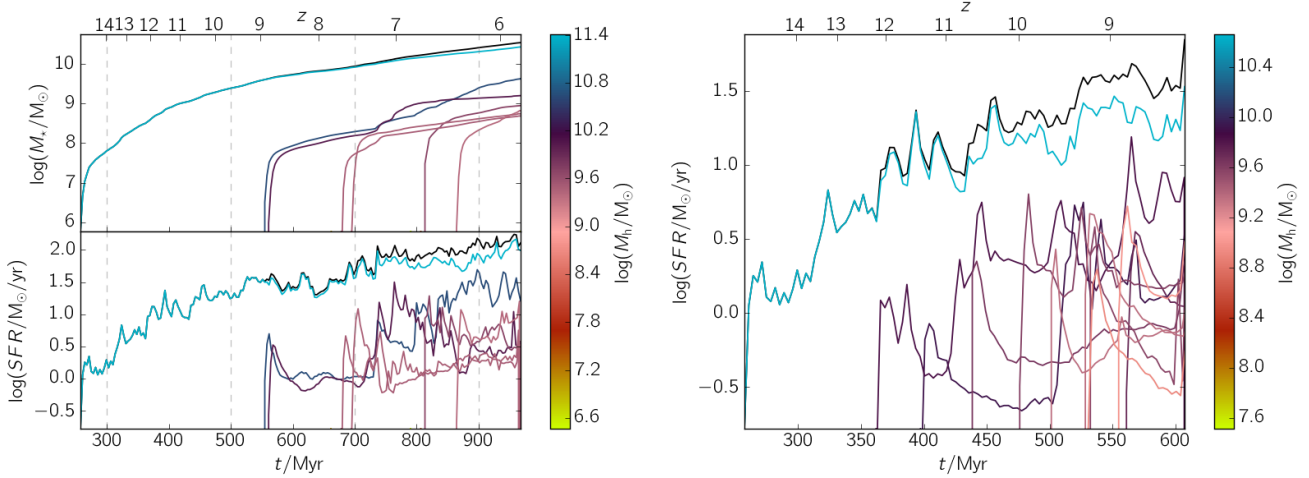 z
14 13 12 11 10 9 8 7 6
log(M*/M⊙)
10
9
8
7
6
log(SFR/M⊙/yr)
2.0
1.5
1.0
0.5
0.0
−0.5
300 400 500 600 700 800 900
t/Myr
11.4
10.8
10.2
9.6
9.0
8.4
7.8
7.2
6.6
log(Mh/M⊙)
z
14 13 12 11 10 9
log(SFR/M⊙/yr)
1.5
1.0
0.5
0.0
−0.5
300 350 400 450 500 550 600
t/Myr
10.4
10.0
9.6
9.2
8.8
8.4
8.0
7.6
log(Mh/M⊙)